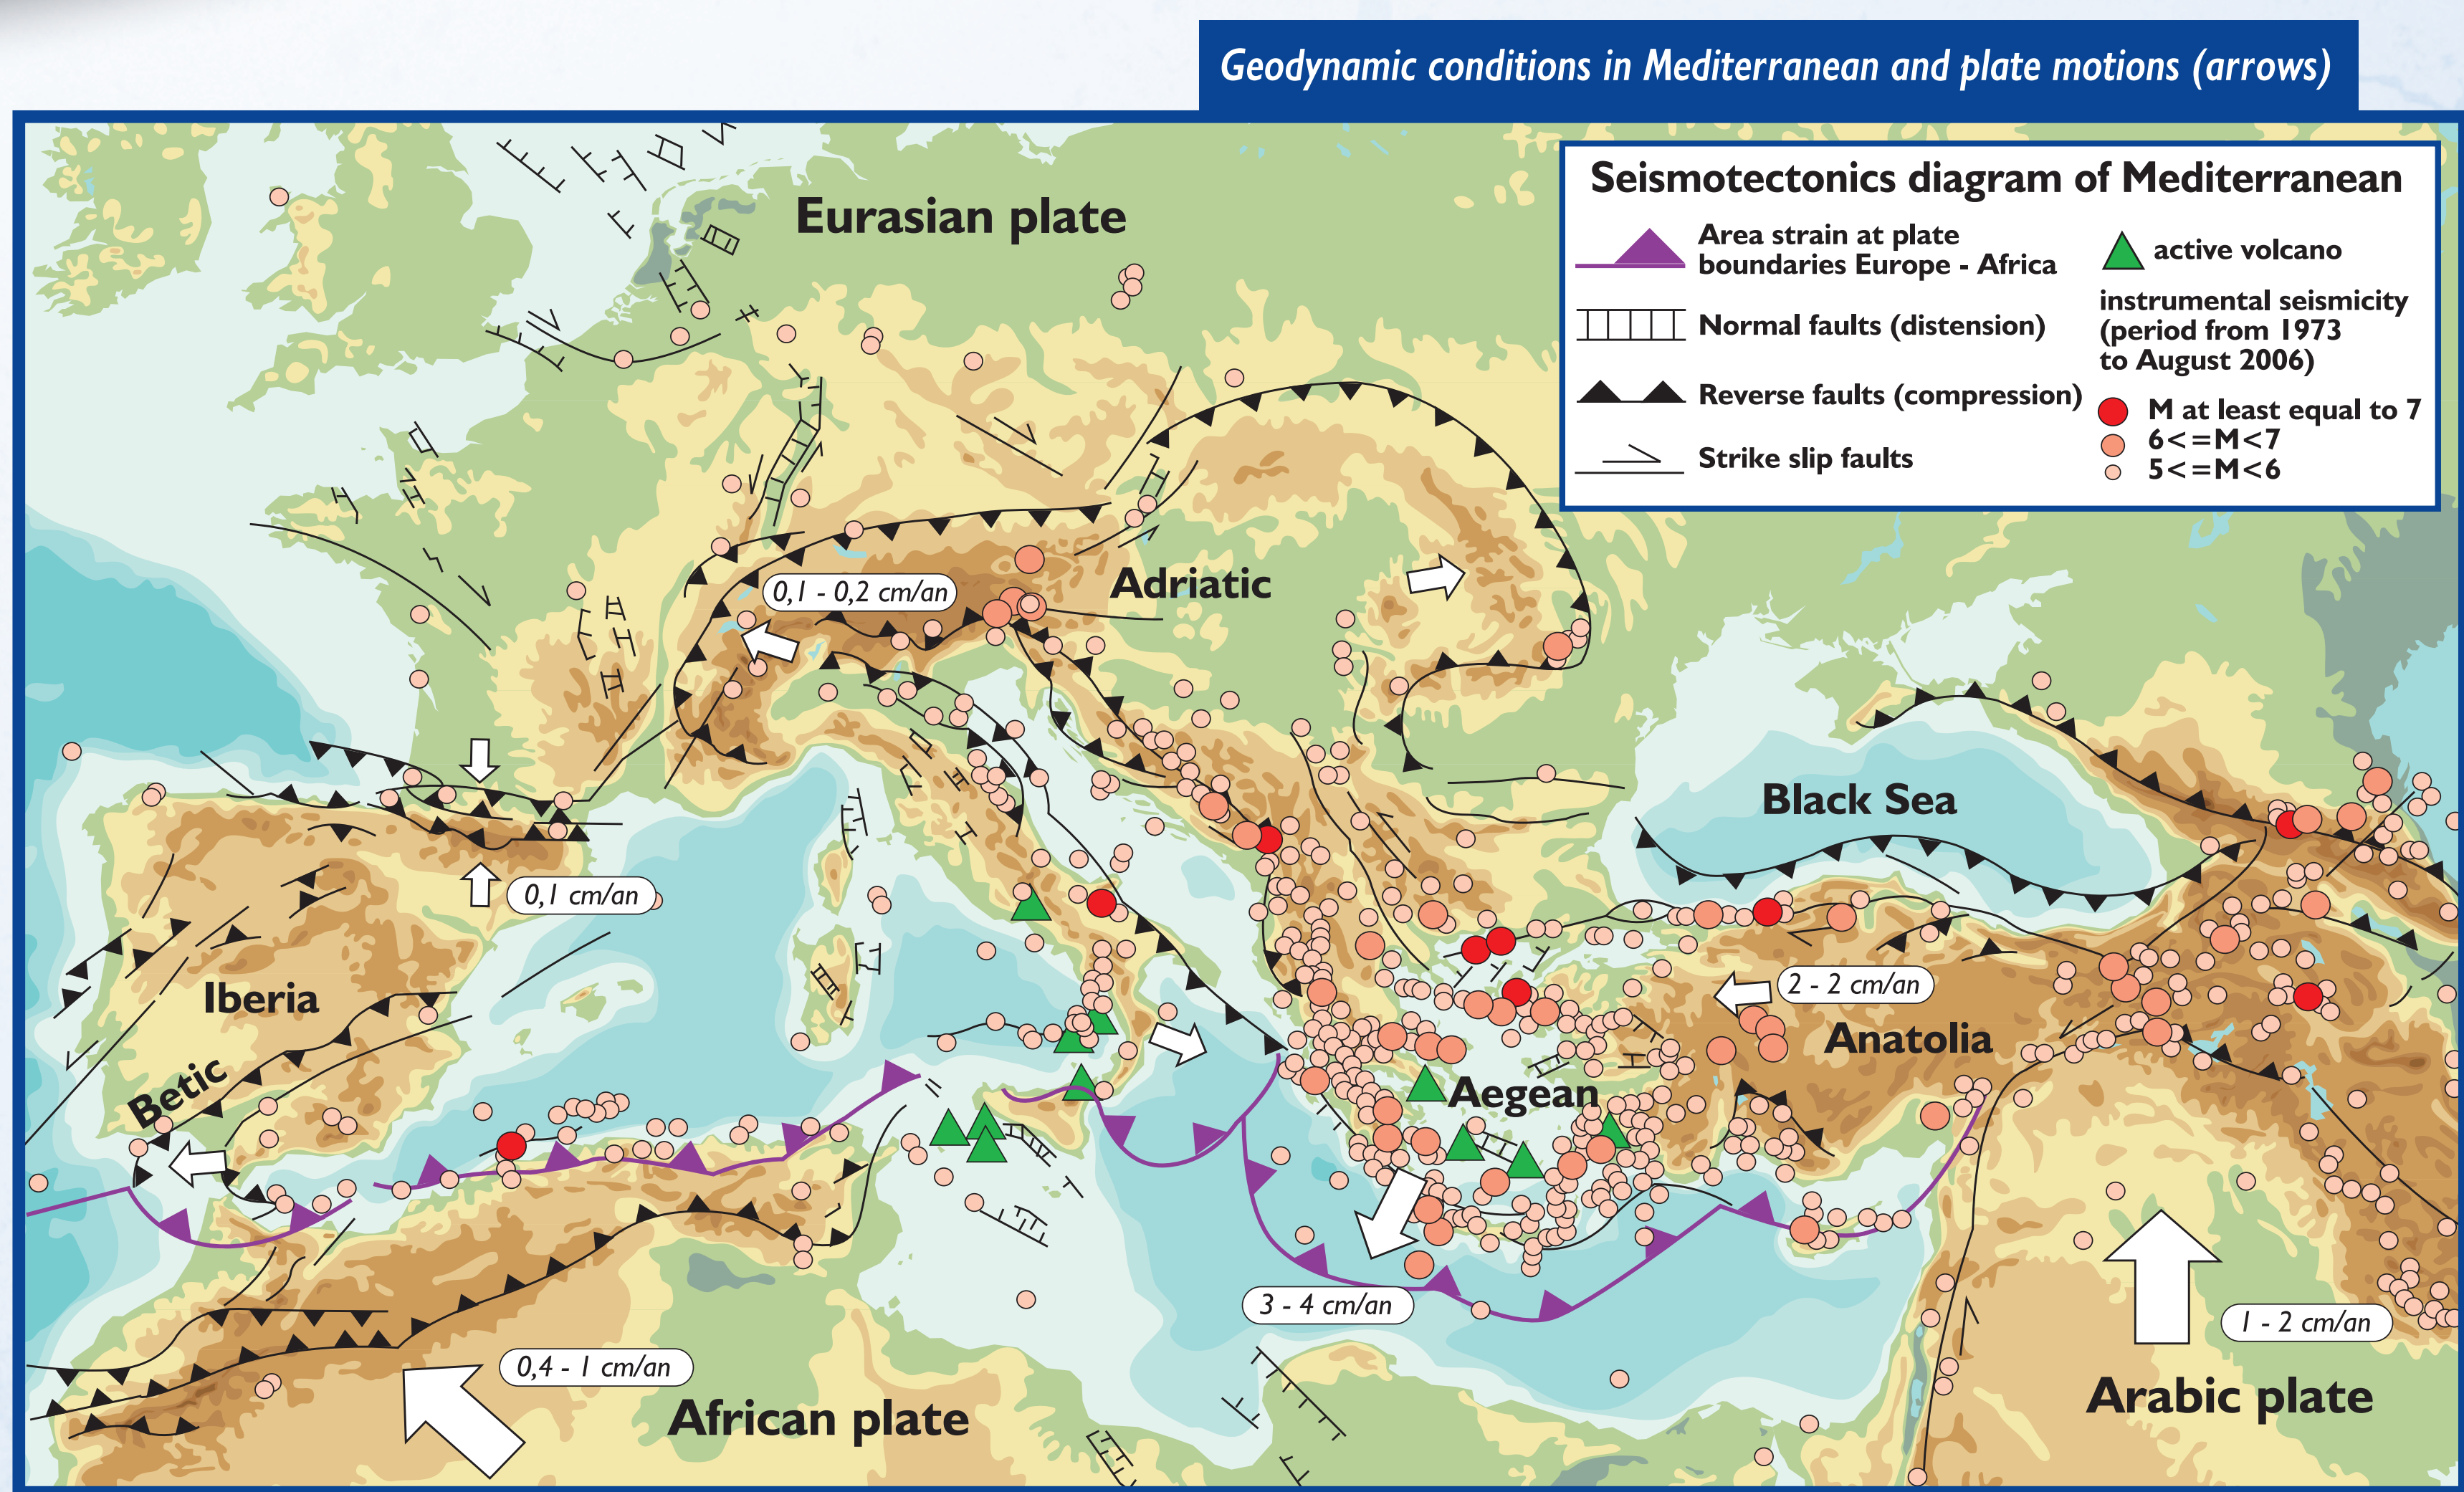 Geodynamic conditions in Mediterranean and plate motions (arrows)
Seismotectonics diagram of Mediterranean
Area strain at plate
boundaries Europe - Africa
Normal faults (distension)
Reverse faults (compression)
Strike slip faults
active volcano
instrumental seismicity
(period from 1973
to August 2006)
M at least equal to 7
6<=M<7
5<=M<6
Eurasian plate
0,1 - 0,2 cm/an
Adriatic
Black Sea
0,1 cm/an
Iberia
2 - 2 cm/an
Anatolia
Betic
Aegean
3 - 4 cm/an
1 - 2 cm/an
0,4 - 1 cm/an
African plate
Arabic plate